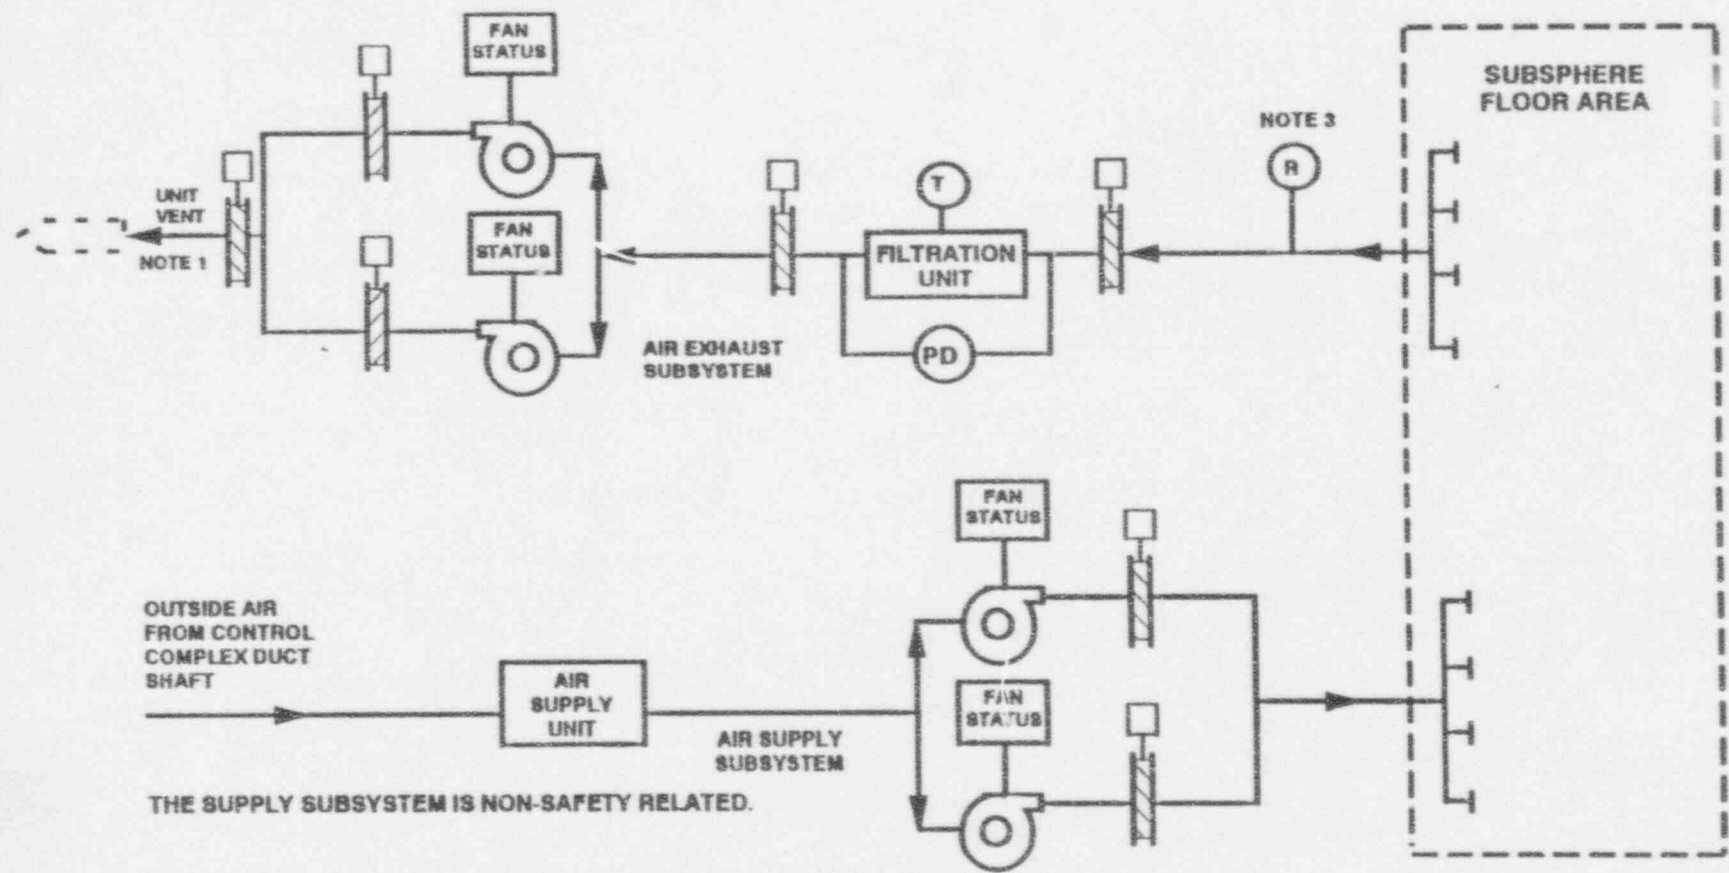 FAN
STATUS
SUBSPHERE
FLOOR AREA
NOTE 3
R
T
UNIT
VENT
NOTE 1
FAN
STATUS
FILTRATION
UNIT
PD
AIR EXHAUST
SUBSYSTEM
FAN
STATUS
OUTSIDE AIR
FROM CONTROL
COMPLEX DUCT
SHAFT
AIR
SUPPLY
UNIT
FAN
STATUS
AIR SUPPLY
SUBSYSTEM
THE SUPPLY SUBSYSTEM IS NON-SAFETY RELATED.